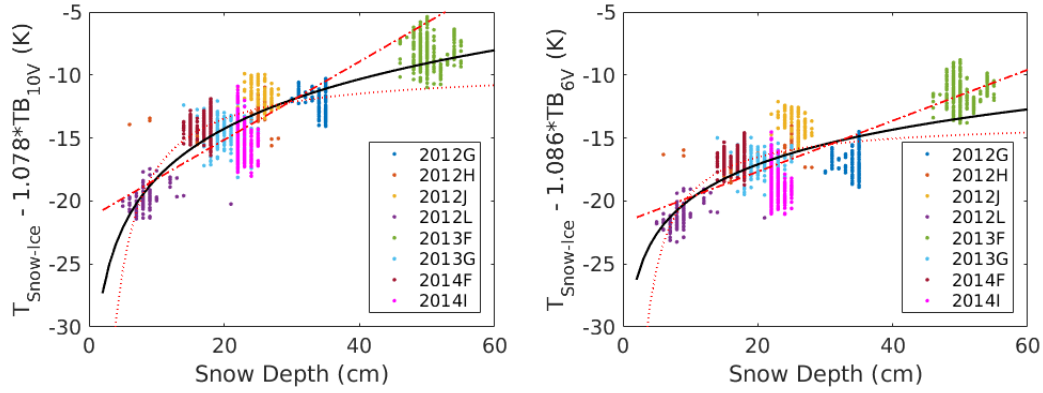 T_Snow-Ice - 1.078*TB_10V (K)
-5
-10
-15
-20
-25
-30
0
20
40
60
Snow Depth (cm)
2012G
2012H
2012J
2012L
2013F
2013G
2014F
2014I
T_Snow-Ice - 1.086*TB_6V (K)
-5
-10
-15
-20
-25
-30
0
20
40
60
Snow Depth (cm)
2012G
2012H
2012J
2012L
2013F
2013G
2014F
2014I